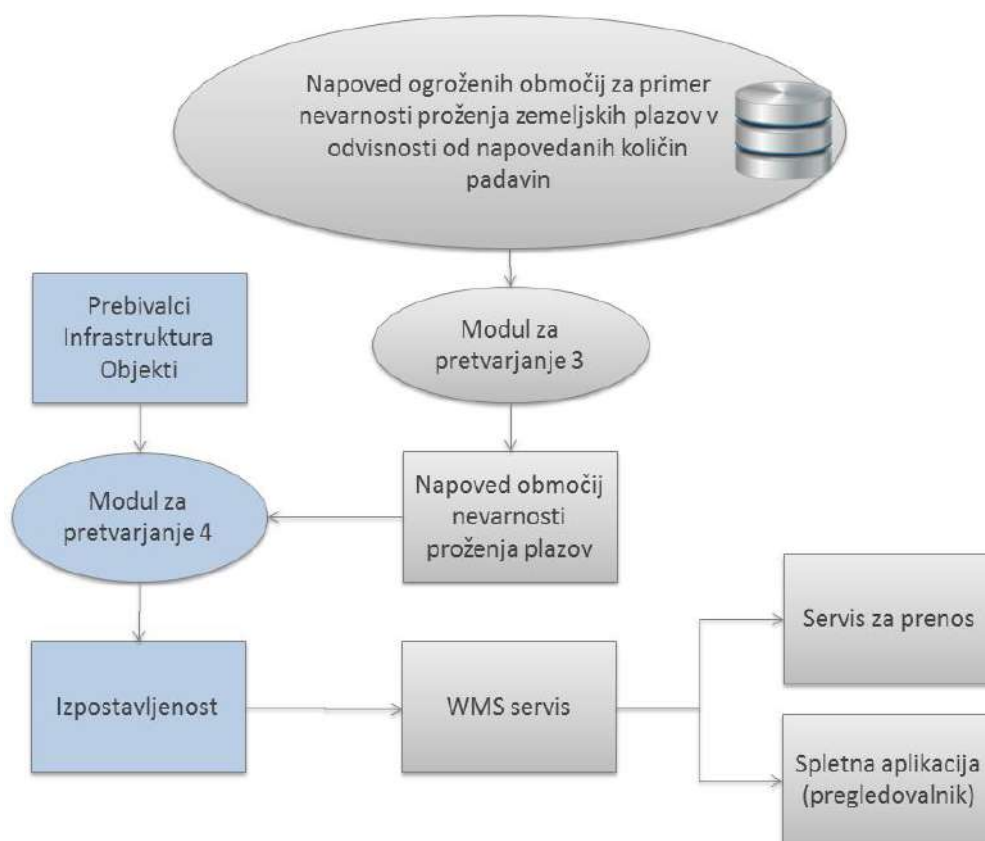 Napoved ogroženih območij za primer
nevarnosti proženja zemeljskih plazov v
odvisnosti od napovedanih količin
padavin
Prebivalci
Infrastruktura
Objekti
Modul za
pretvarjanje 3
Modul za
pretvarjanje 4
Napoved območij
nevarnosti
proženja plazov
Servis za prenos
Izpostavljenost
WMS servis
Spletna aplikacija
(pregledovalnik)